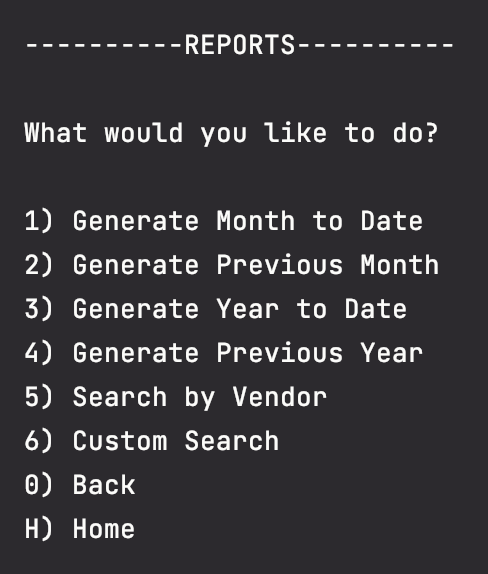 ----------REPORTS----------
What would you like to do?
1) Generate Month to Date
2) Generate Previous Month
3) Generate Year to Date
4) Generate Previous Year
5) Search by Vendor
6) Custom Search
0) Back
H) Home